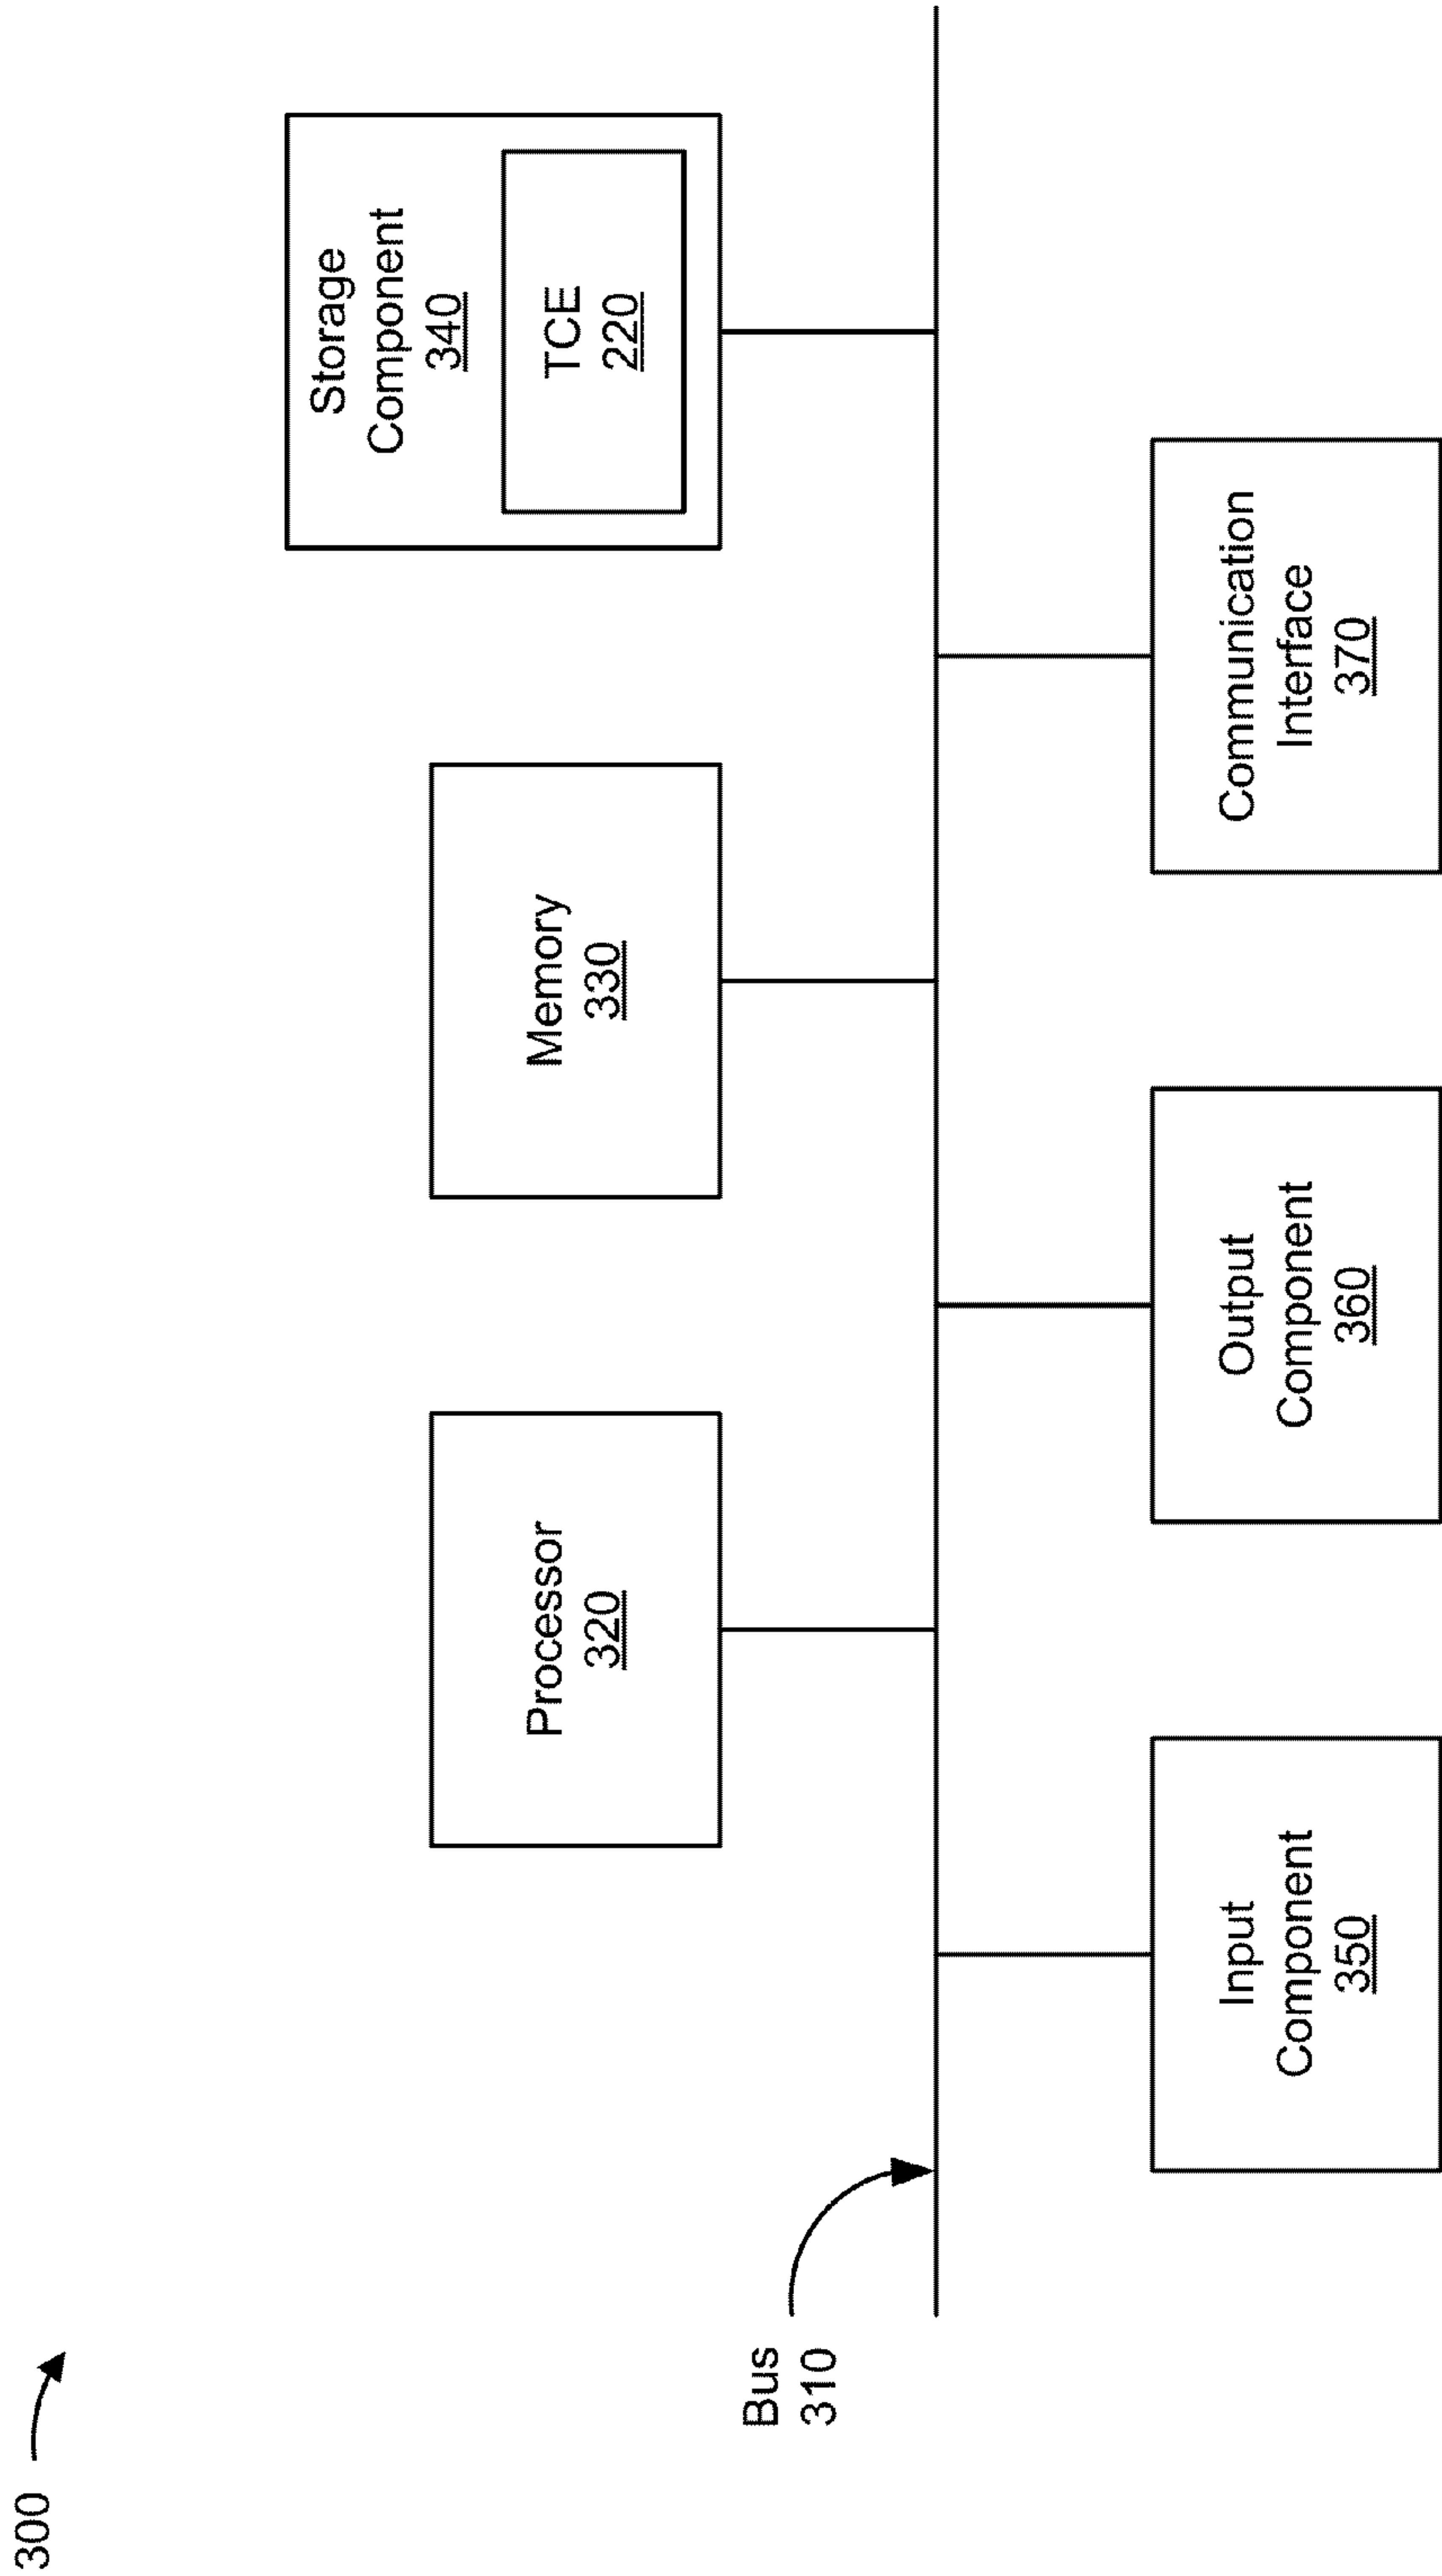 300
Bus
310
Processor
320
Memory
330
Storage
Component
340
TCE
220
Input
Component
350
Output
Component
360
Communication
Interface
370